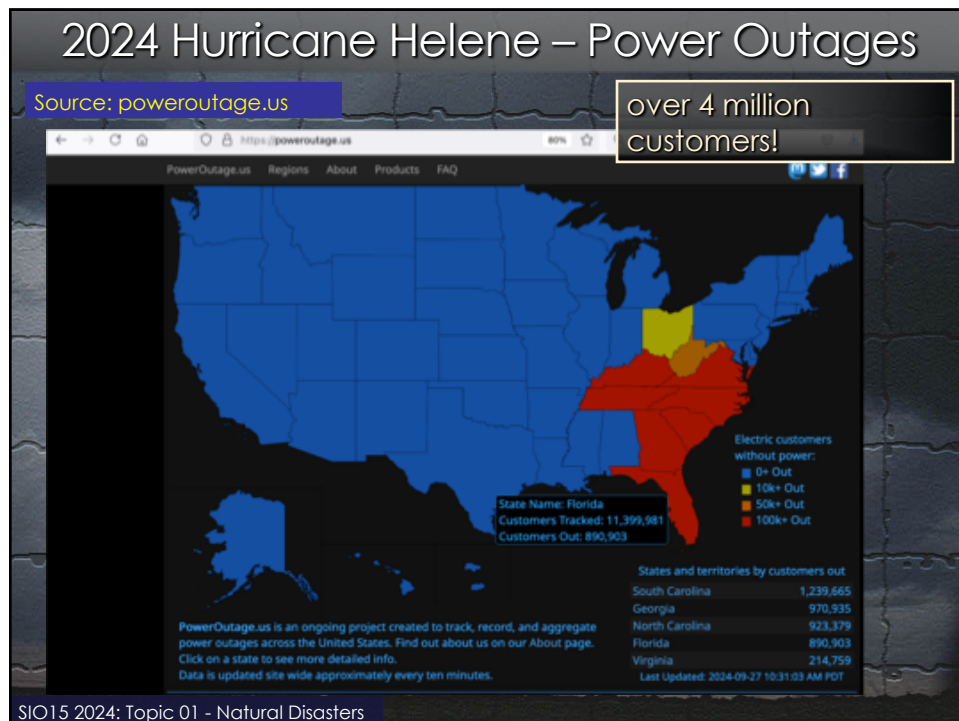 2024 Hurricane Helene – Power Outages
Source: poweroutage.us
over 4 million
customers!
https://poweroutage.us
80%
PowerOutage.us Regions About Products FAQ
Electric customers
without power:
0+ Out
10k+ Out
50k+ Out
100k+ Out
State Name: Florida
Customers Tracked: 11,399,981
Customers Out: 890,903
States and territories by customers out
South Carolina 1,239,665
Georgia 970,935
North Carolina 923,379
Florida 890,903
Virginia 214,759
Last Updated: 2024-09-27 10:31:03 AM PDT
PowerOutage.us is an ongoing project created to track, record, and aggregate
power outages across the United States. Find out about us on our About page.
Click on a state to see more detailed info.
Data is updated site wide approximately every ten minutes.
SIO15 2024: Topic 01 - Natural Disasters